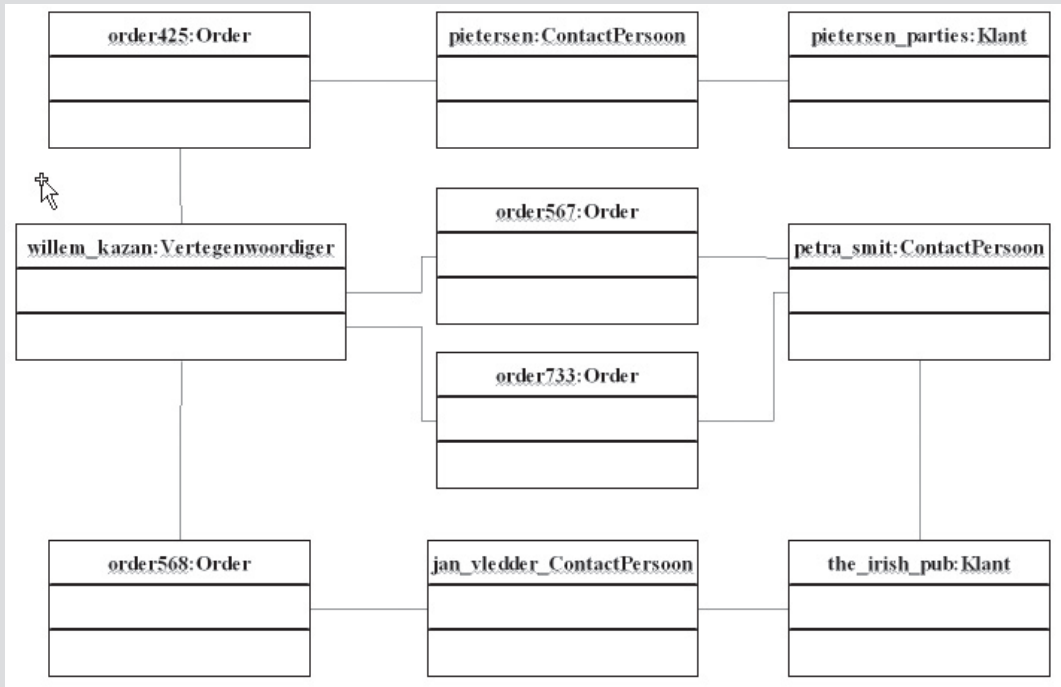 order425:Order
pietersen:ContactPersoon
pietersen_parties:Klant
order567:Order
willem_kazan:Vertegenwoordiger
petra_smit:ContactPersoon
order733:Order
order568:Order
jan_vledder_ContactPersoon
the_irish_pub:Klant